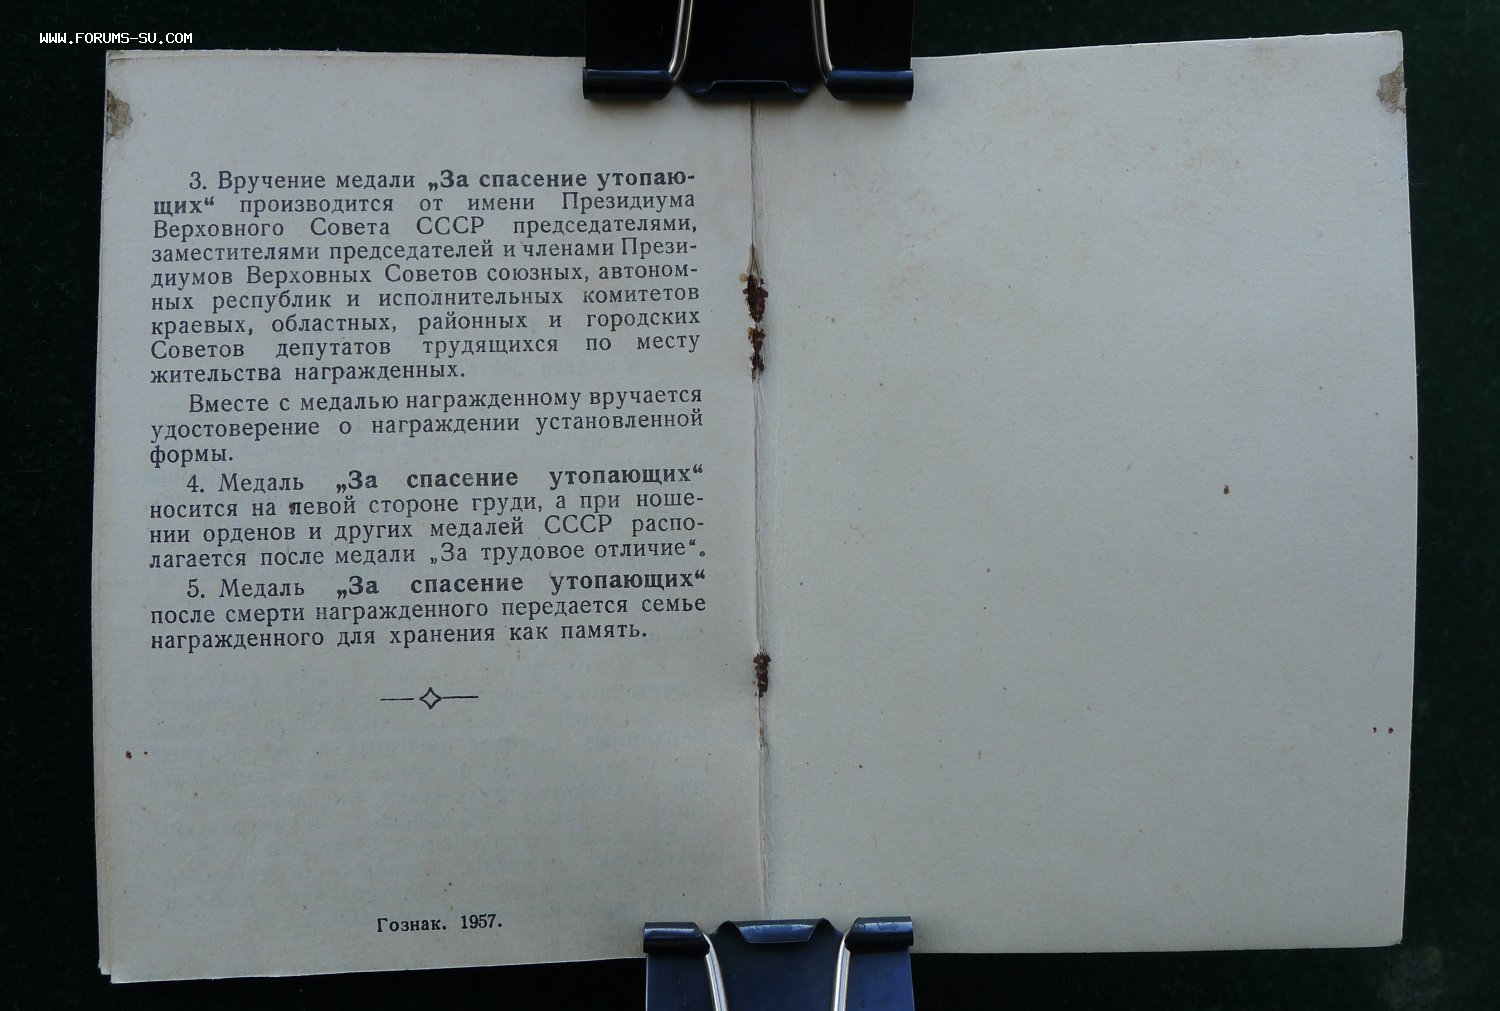 WWW.FORUMS-SU.COM
3. Вручение медали „За спасение утопаю-
щих“ производится от имени Президиума
Верховного Совета СССР председателями,
заместителями председателей и членами Прези-
диумов Верховных Советов союзных, автоном-
ных республик и исполнительных комитетов
краевых, областных, районных и городских
Советов депутатов трудящихся по месту
жительства награжденных.
Вместе с медалью награжденному вручается
удостоверение о награждении установленной
формы.
4. Медаль „За спасение утопающих“
носится на левой стороне груди, а при ноше-
нии орденов и других медалей СССР распо-
лагается после медали „За трудовое отличие“.
5. Медаль „За спасение утопающих“
после смерти награжденного передается семье
награжденного для хранения как память.
Гознак. 1957.